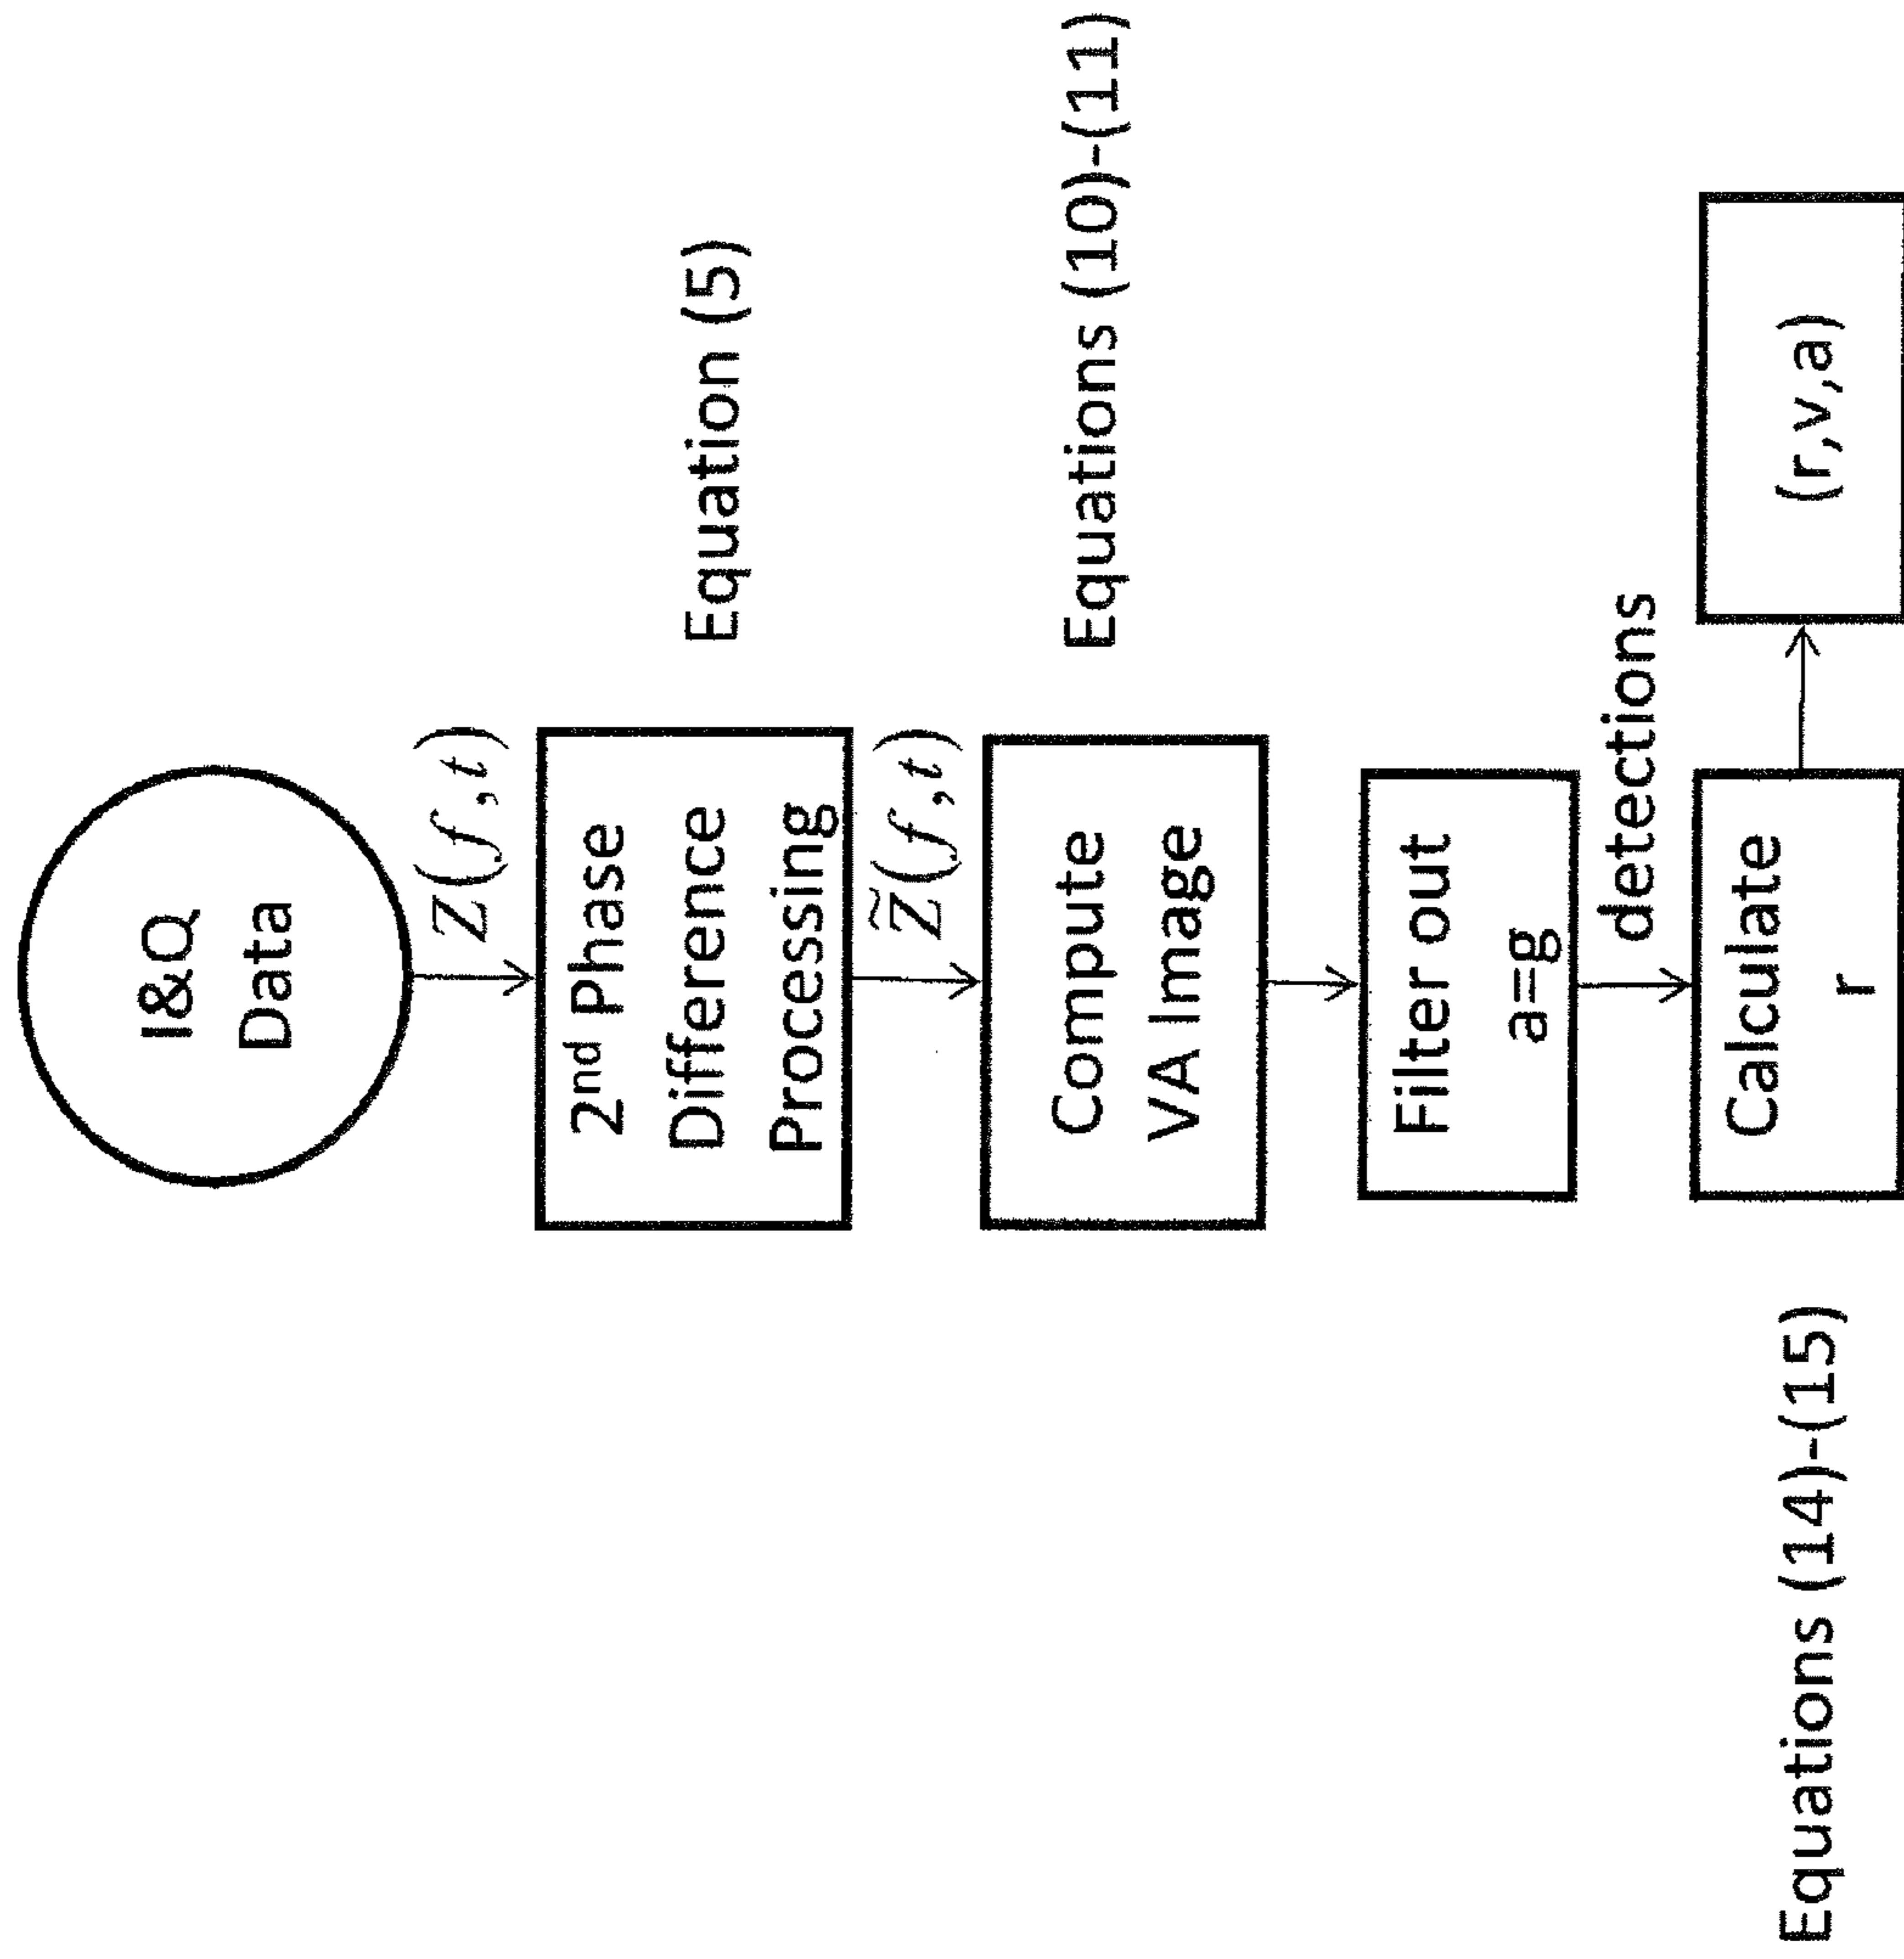 I&Q
Data
Z(f,t)
2nd Phase
Difference
Processing
Equation (5)
Z̃(f,t)
Compute
VA Image
Equations (10)-(11)
Filter out
a=g
detections
Equations (14)-(15)
Calculate
r
(r,v,a)